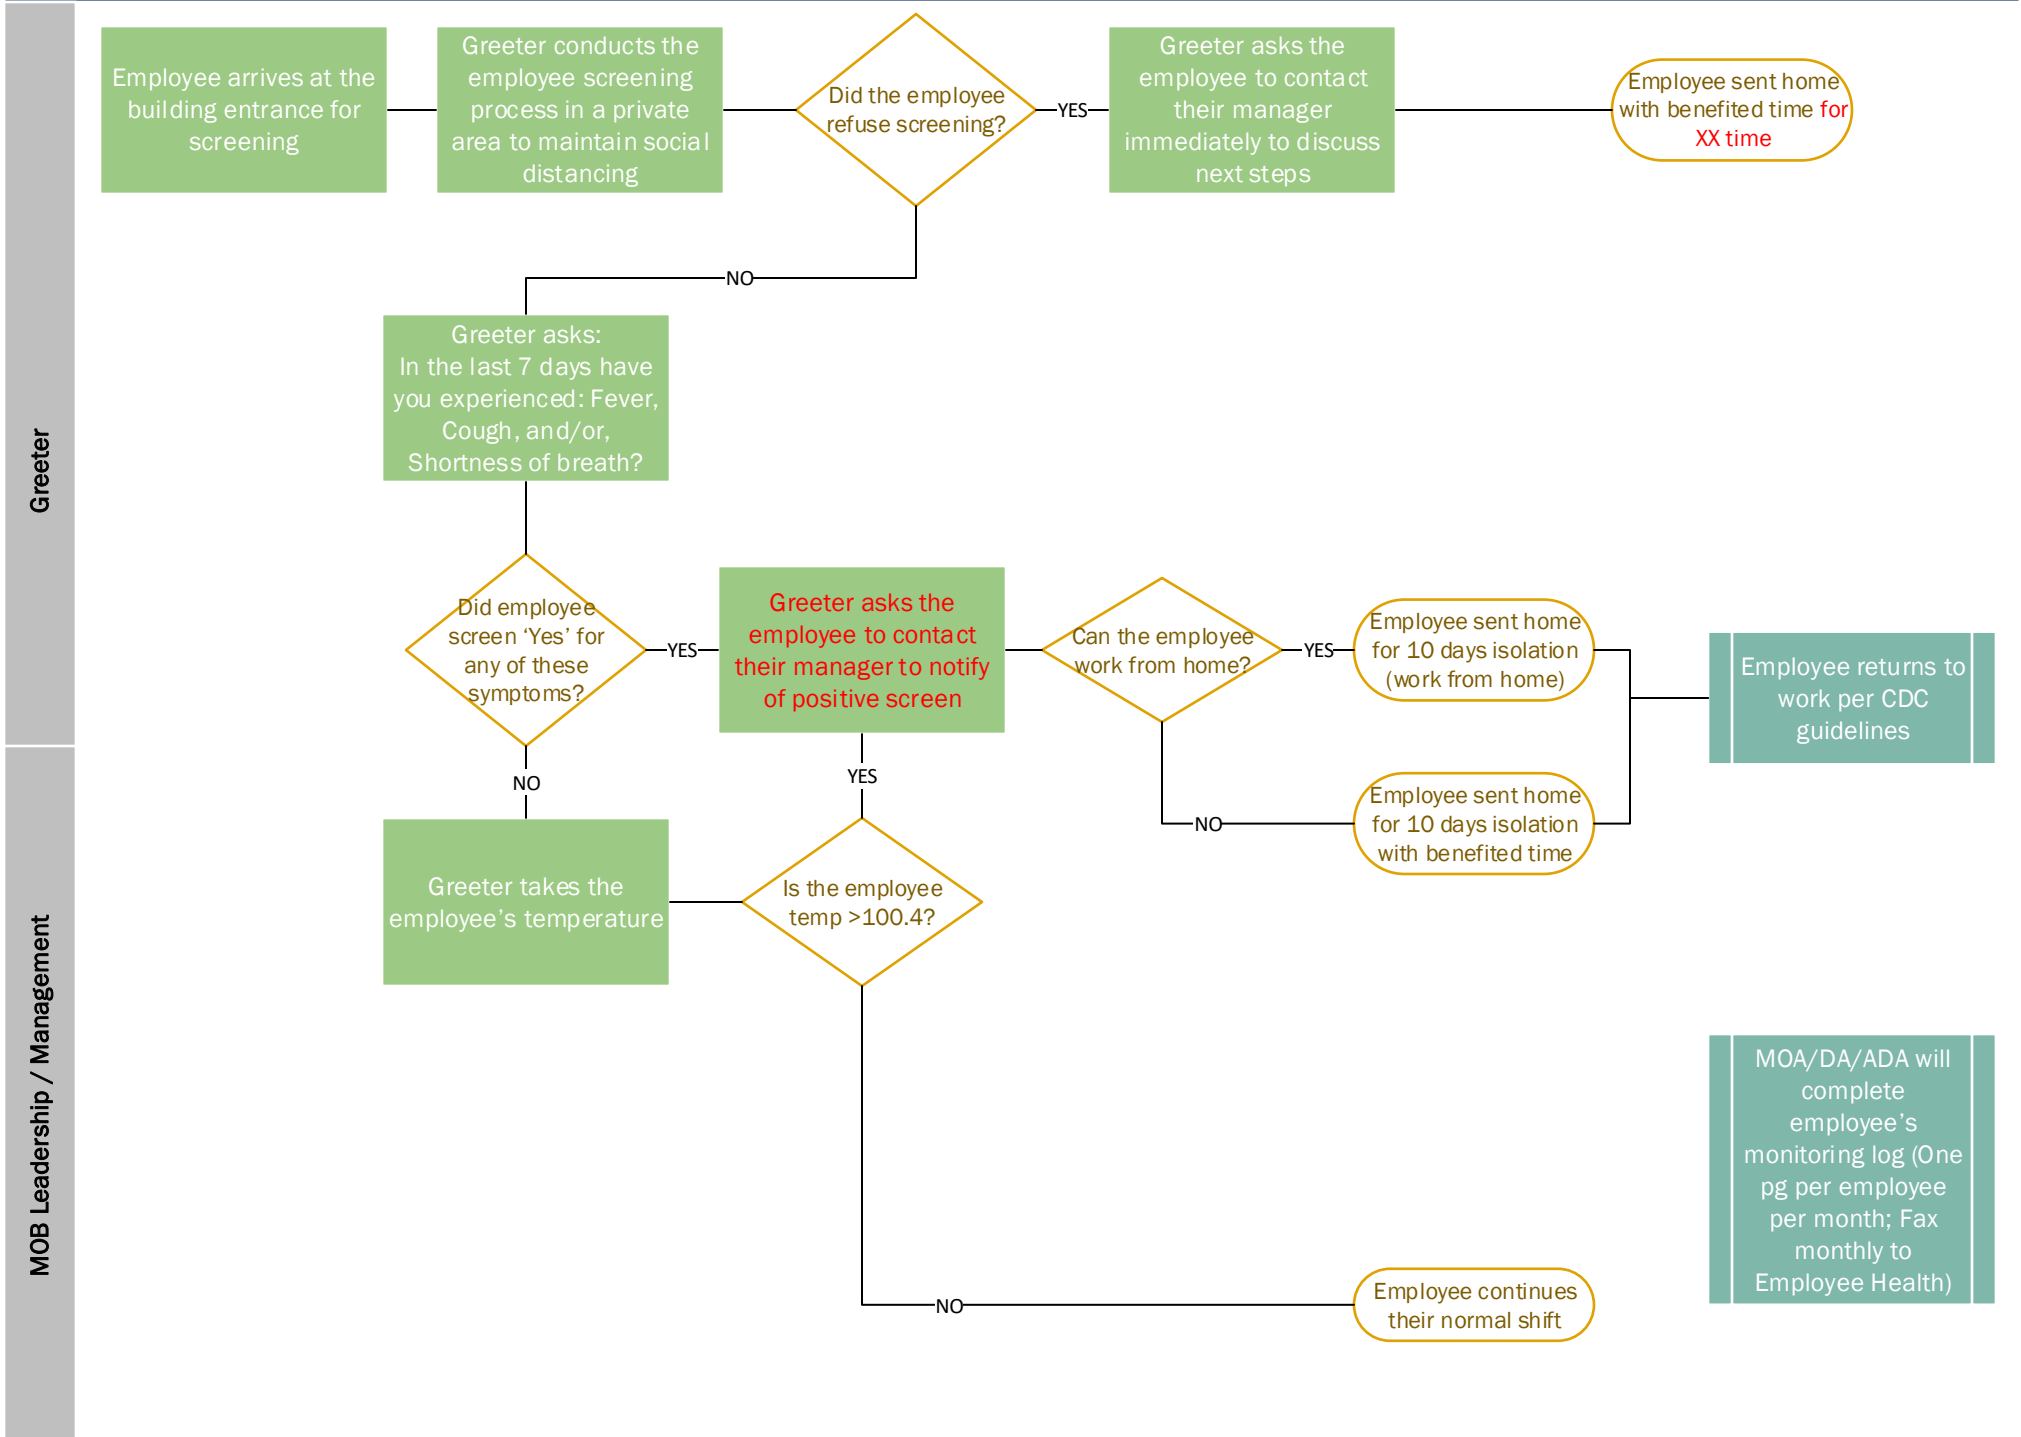 Greeter
Employee arrives at the
building entrance for
screening
Greeter conducts the
employee screening
process in a private
area to maintain social
distancing
Did the employee
refuse screening?
YES
Greeter asks the
employee to contact
their manager
immediately to discuss
next steps
Employee sent home
with benefited time for
XX time
NO
Greeter asks:
In the last 7 days have
you experienced: Fever,
Cough, and/or,
Shortness of breath?
Did employee
screen ‘Yes’ for
any of these
symptoms?
YES
Greeter asks the
employee to contact
their manager to notify
of positive screen
Can the employee
work from home?
YES
Employee sent home
for 10 days isolation
(work from home)
Employee returns to
work per CDC
guidelines
NO
Employee sent home
for 10 days isolation
with benefited time
MOB Leadership / Management
NO
YES
Greeter takes the
employee’s temperature
Is the employee
temp >100.4?
NO
Employee continues
their normal shift
MOA/DA/ADA will
complete
employee’s
monitoring log (One
pg per employee
per month; Fax
monthly to
Employee Health)